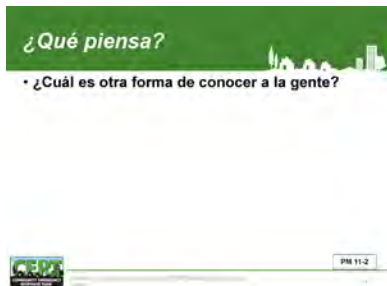 ¿Qué piensa?
• ¿Cuál es otra forma de conocer a la gente?
PM 11-2
CERT